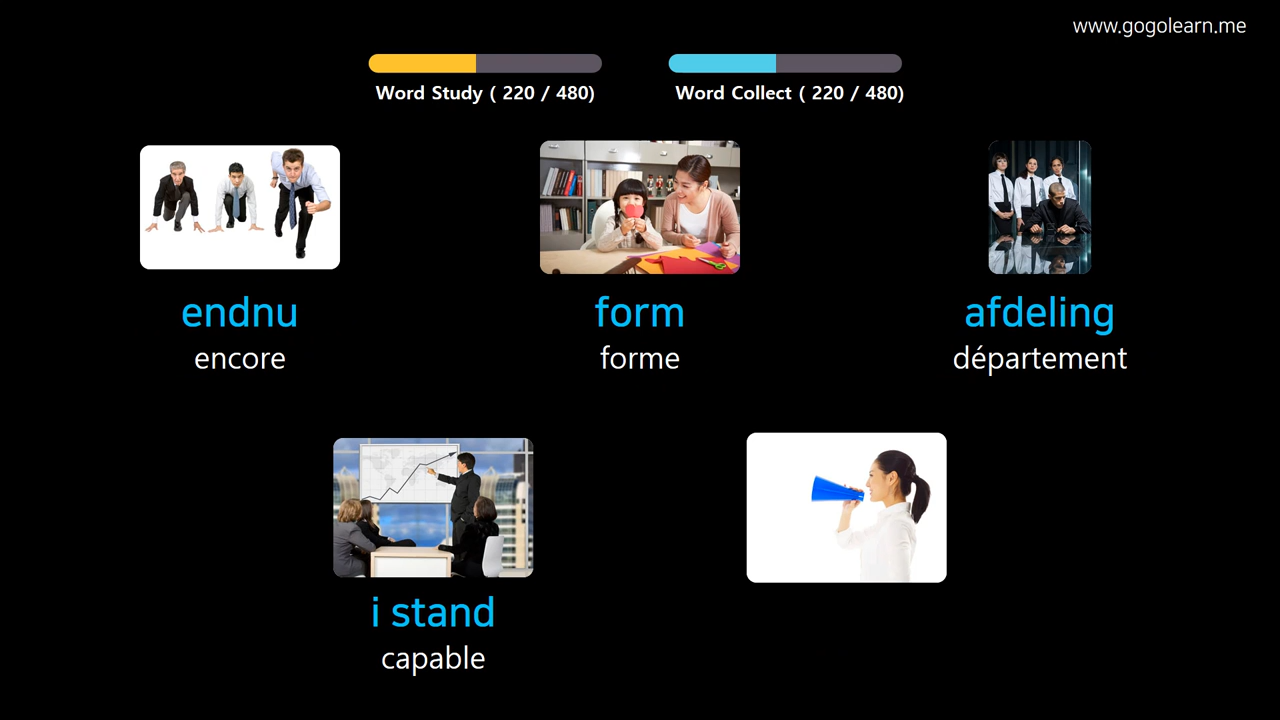 www.gogolearn.me
Word Study ( 220 / 480)
Word Collect ( 220 / 480)
endnu
encore
form
forme
afdeling
département
i stand
capable